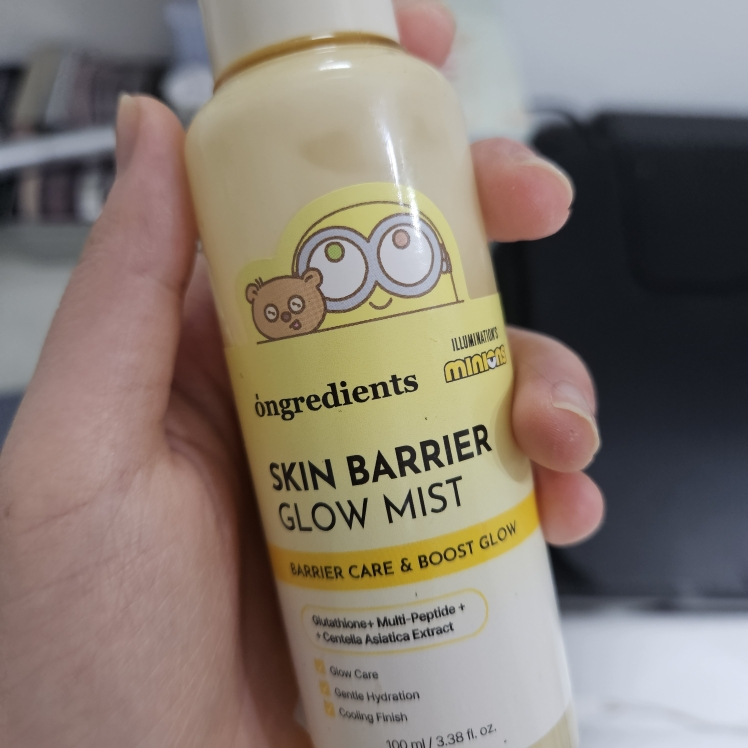 ILLUMINATION'S
minions
ongredients
SKIN BARRIER
GLOW MIST
BARRIER CARE & BOOST GLOW
Glutathione+ Multi-Peptide +
+ Centella Asiatica Extract
Glow Care
Gentle Hydration
Cooling Finish
100 ml / 3.38 fl. oz.